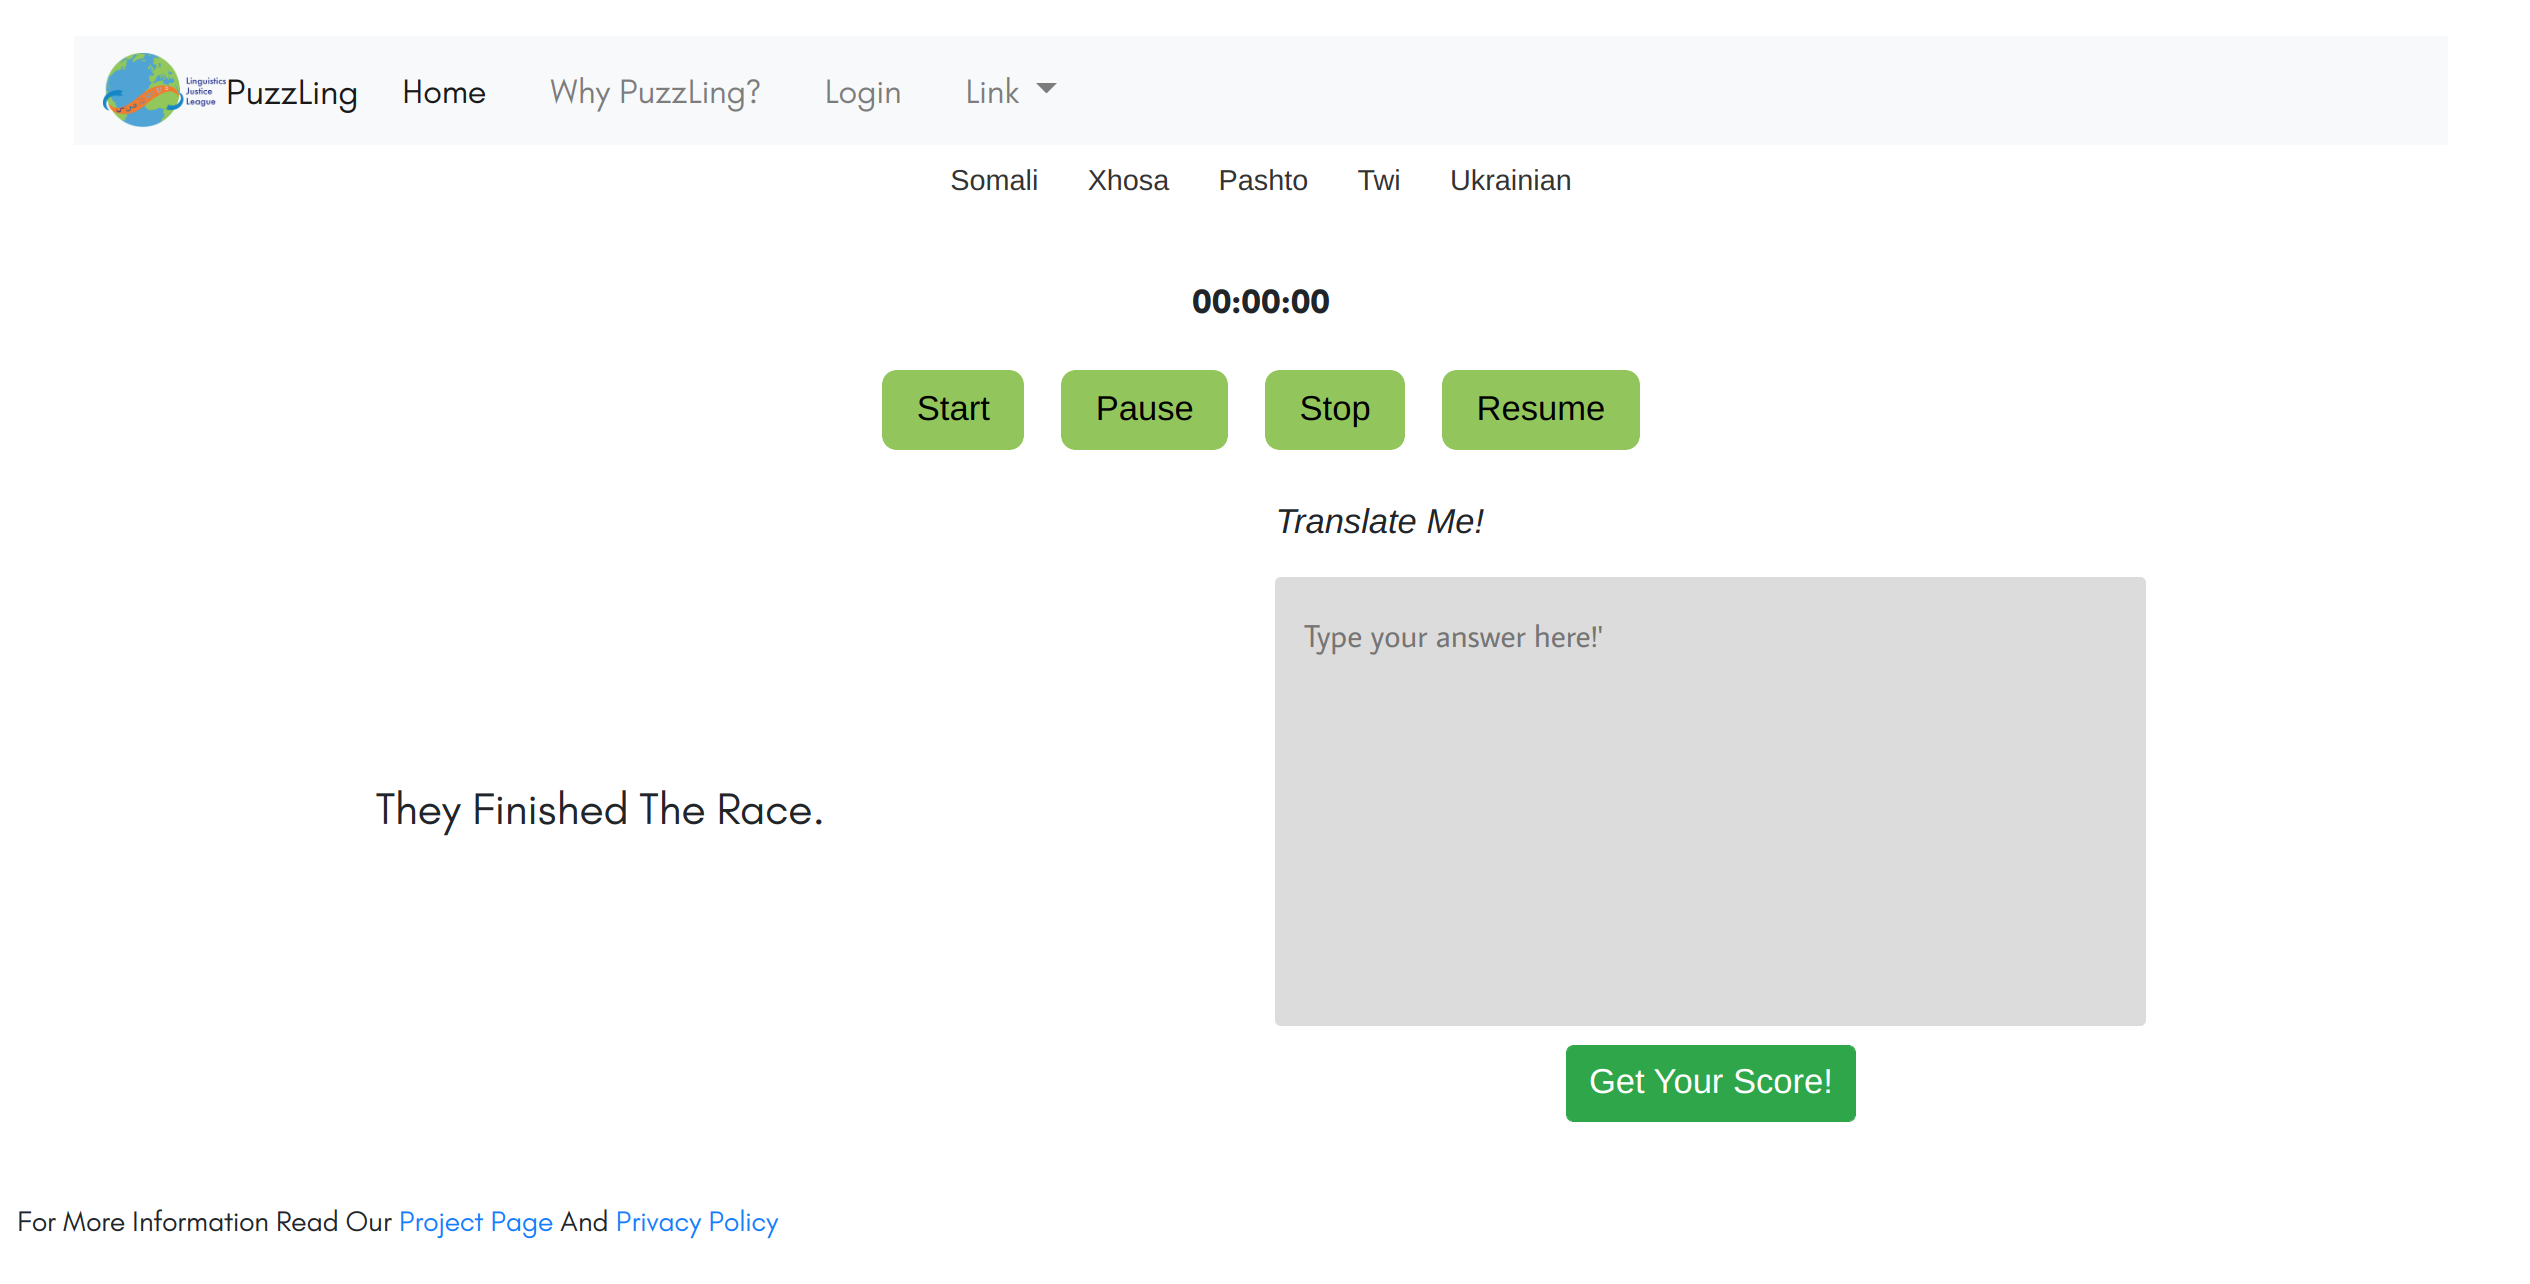 Linguistics
Justice
League
PuzzLing Home Why PuzzLing? Login Link
Somali Xhosa Pashto Twi Ukrainian
00:00:00
Start Pause Stop Resume
Translate Me!
Type your answer here!'
They Finished The Race.
Get Your Score!
For More Information Read Our Project Page And Privacy Policy